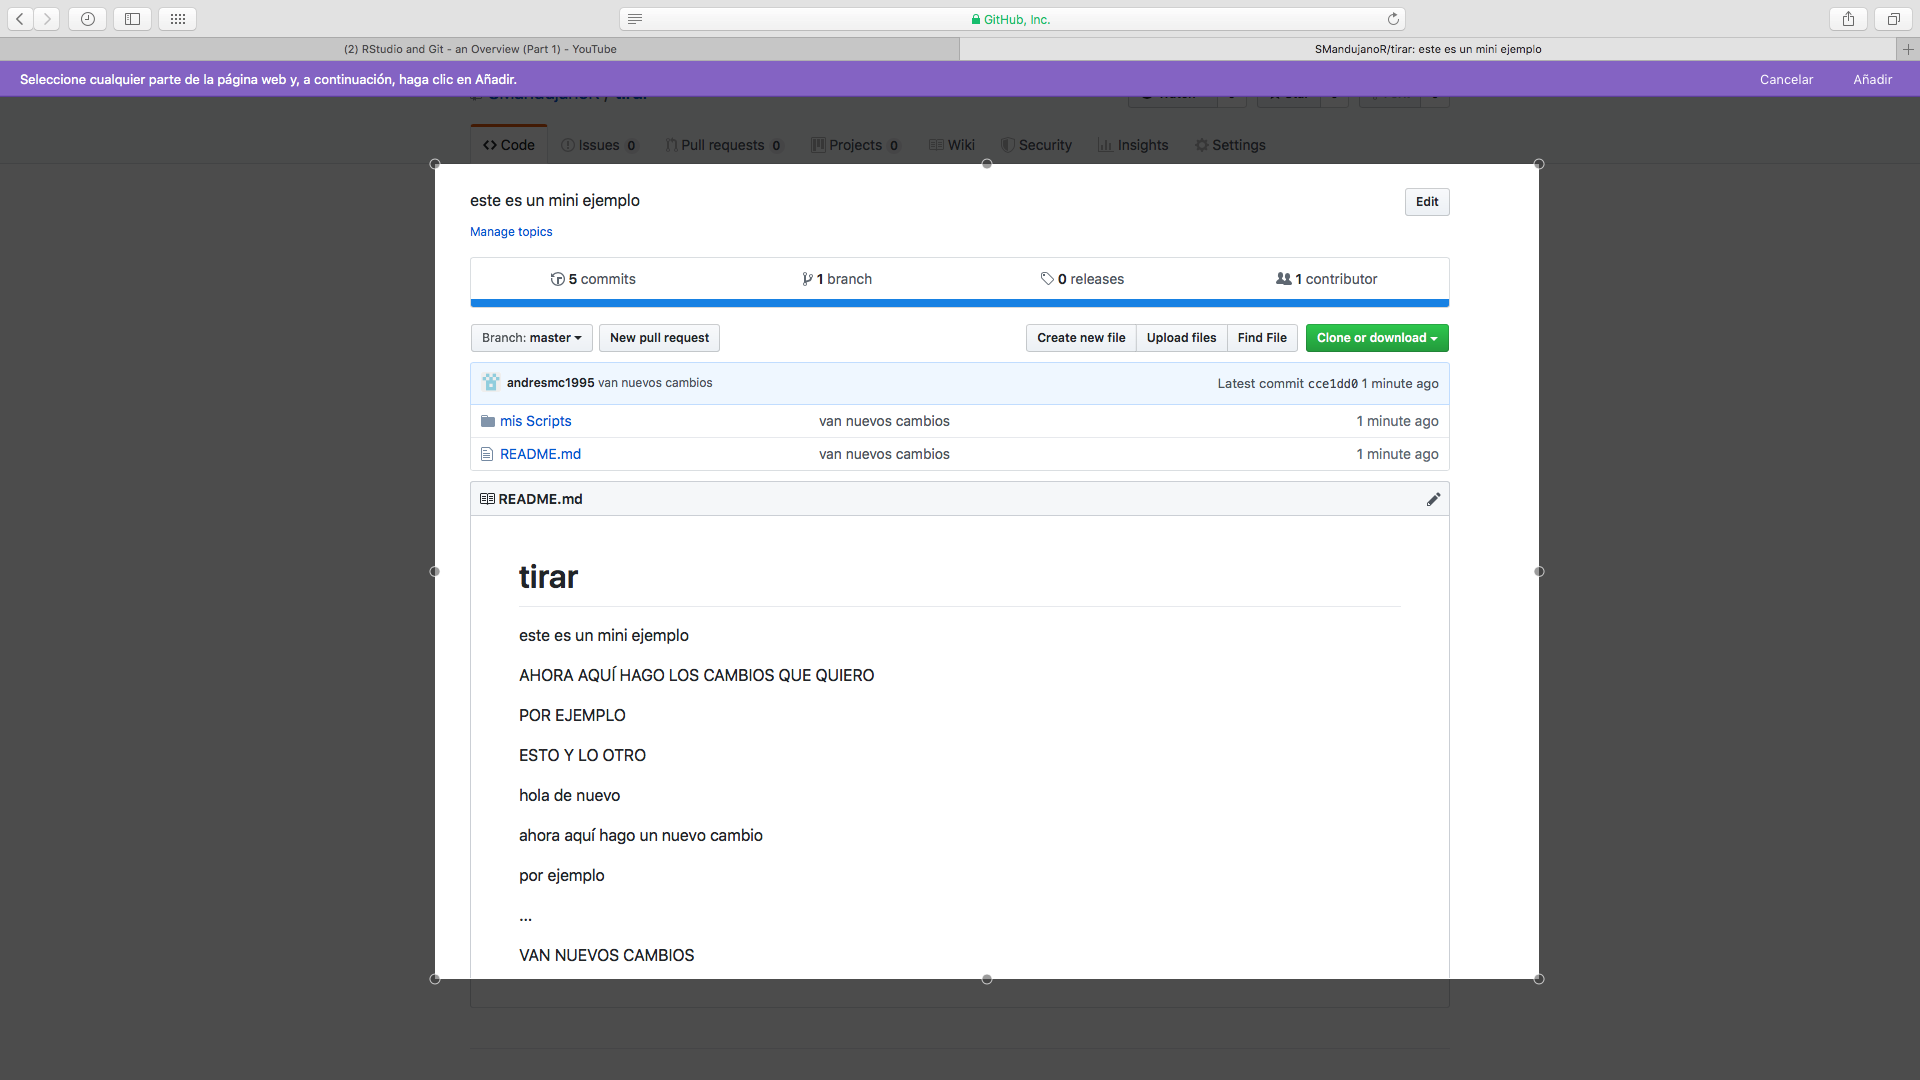 GitHub, Inc.
(2) RStudio and Git - an Overview (Part 1) - YouTube
SMandujanoR/tirar: este es un mini ejemplo
Seleccione cualquier parte de la página web y, a continuación, haga clic en Añadir.
Cancelar
Añadir
SMandujanoR / tirar
Code
Issues 0
Pull requests 0
Projects 0
Wiki
Security
Insights
Settings
este es un mini ejemplo
Edit
Manage topics
5 commits
1 branch
0 releases
1 contributor
Branch: master
New pull request
Create new file
Upload files
Find File
Clone or download
andresmc1995 van nuevos cambios
Latest commit cce1dd0 1 minute ago
mis Scripts
van nuevos cambios
1 minute ago
README.md
van nuevos cambios
1 minute ago
README.md
tirar
este es un mini ejemplo
AHORA AQUÍ HAGO LOS CAMBIOS QUE QUIERO
POR EJEMPLO
ESTO Y LO OTRO
hola de nuevo
ahora aquí hago un nuevo cambio
por ejemplo
...
VAN NUEVOS CAMBIOS